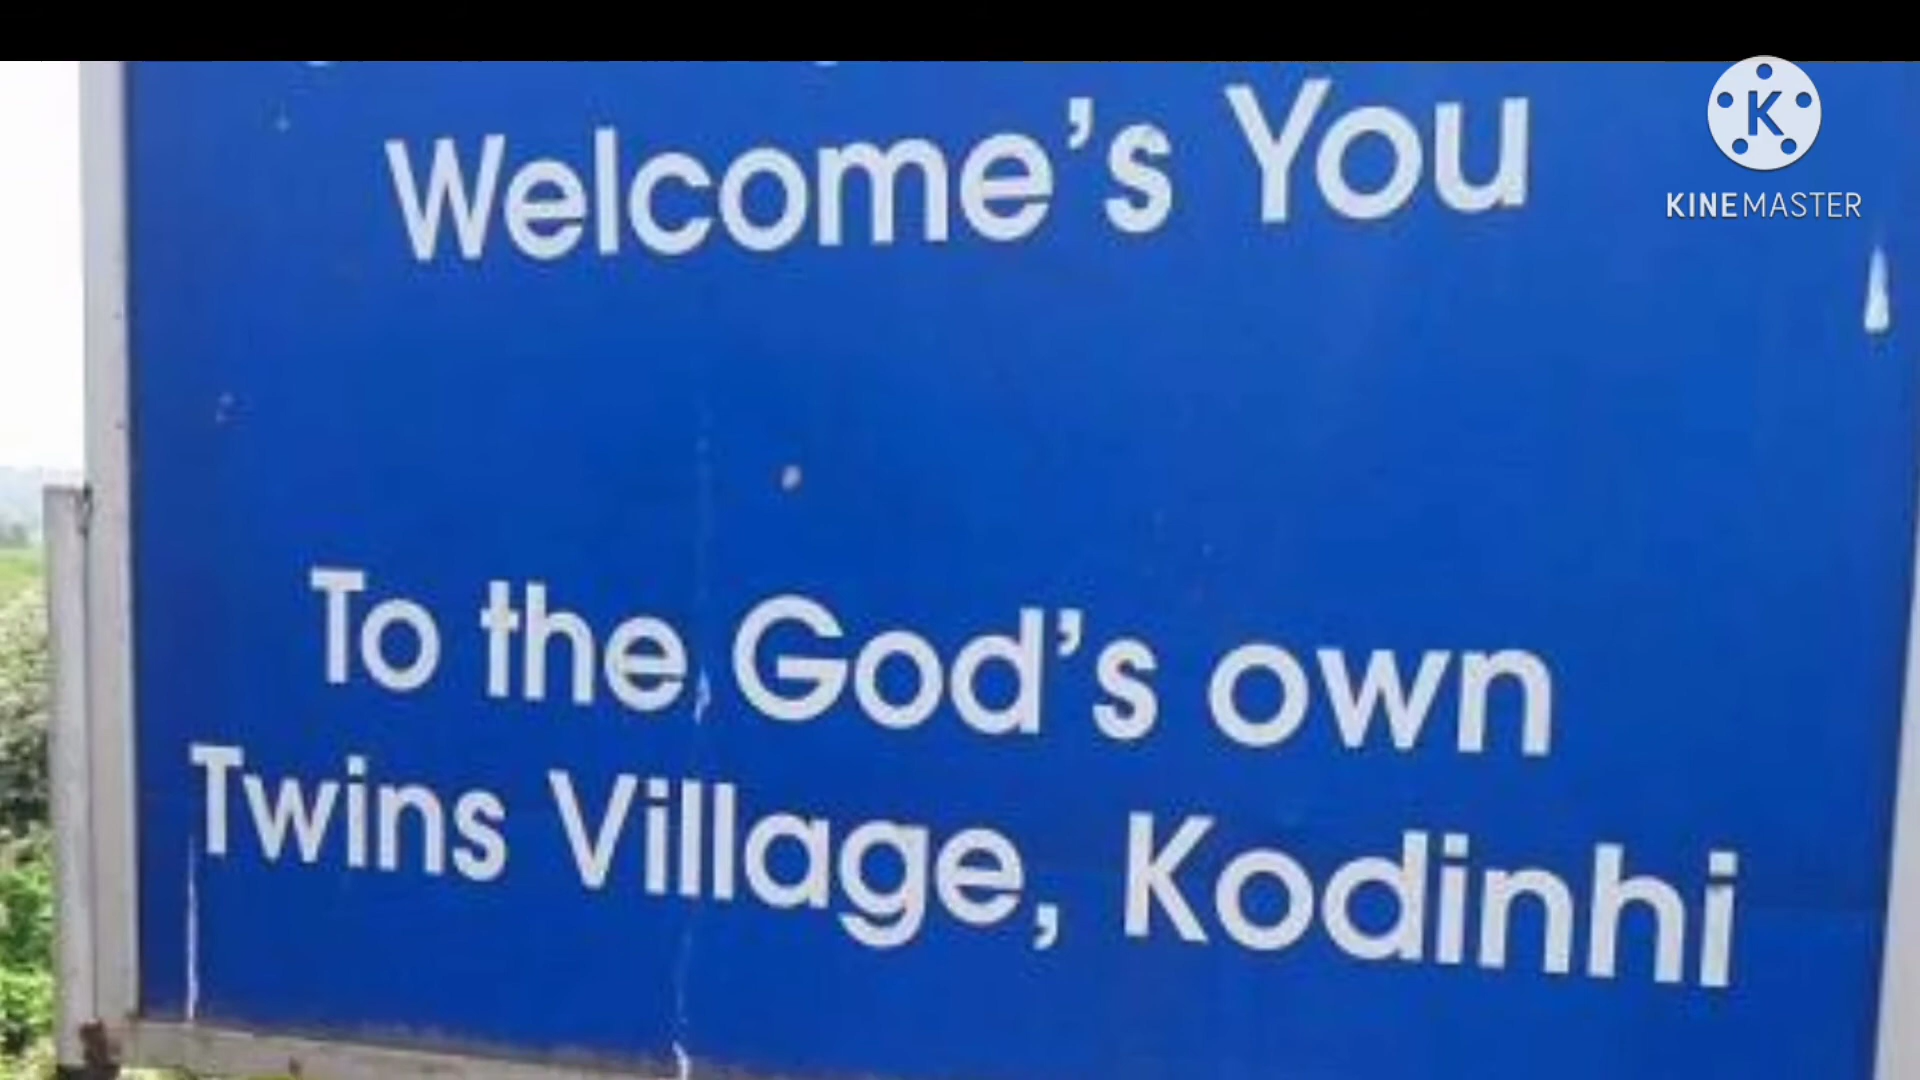 Welcome's You
To the God's own
Twins Village, Kodinhi
K
KINEMASTER